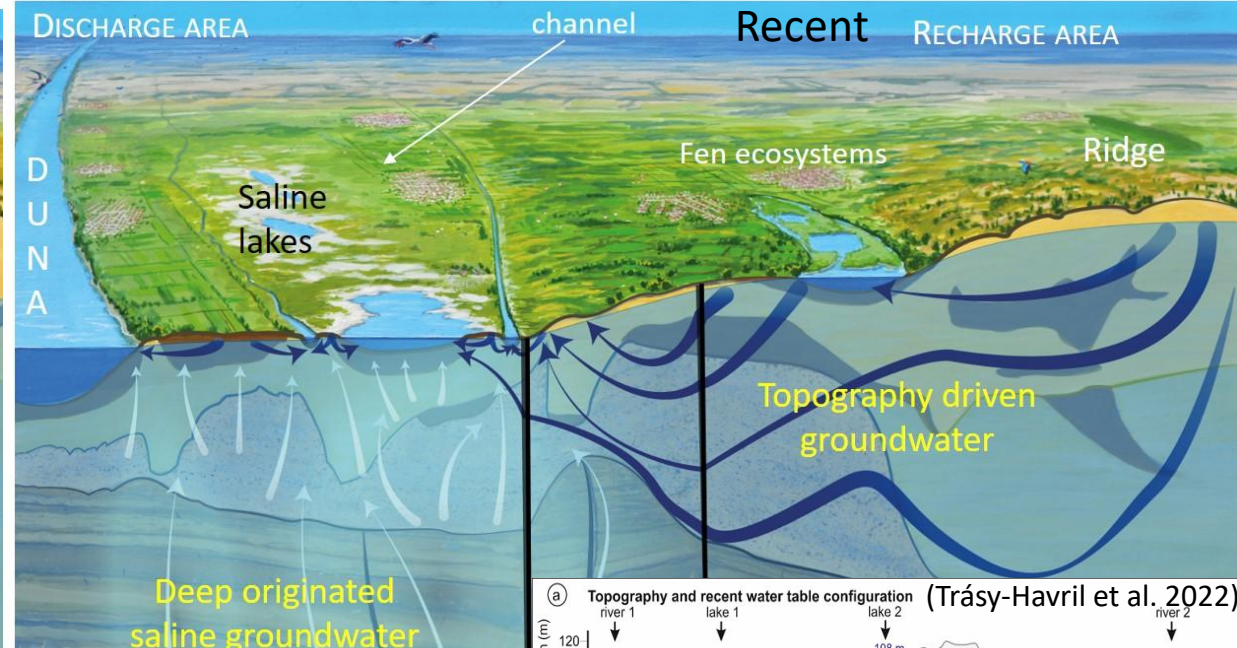 DISCHARGE AREA
channel
Recent
RECHARGE AREA
DUNA
Saline
lakes
Fen ecosystems
Ridge
Topography driven
groundwater
Deep originated
saline groundwater
(Trásy-Havril et al. 2022)
a Topography and recent water table configuration
river 1
lake 1
lake 2
river 2
120